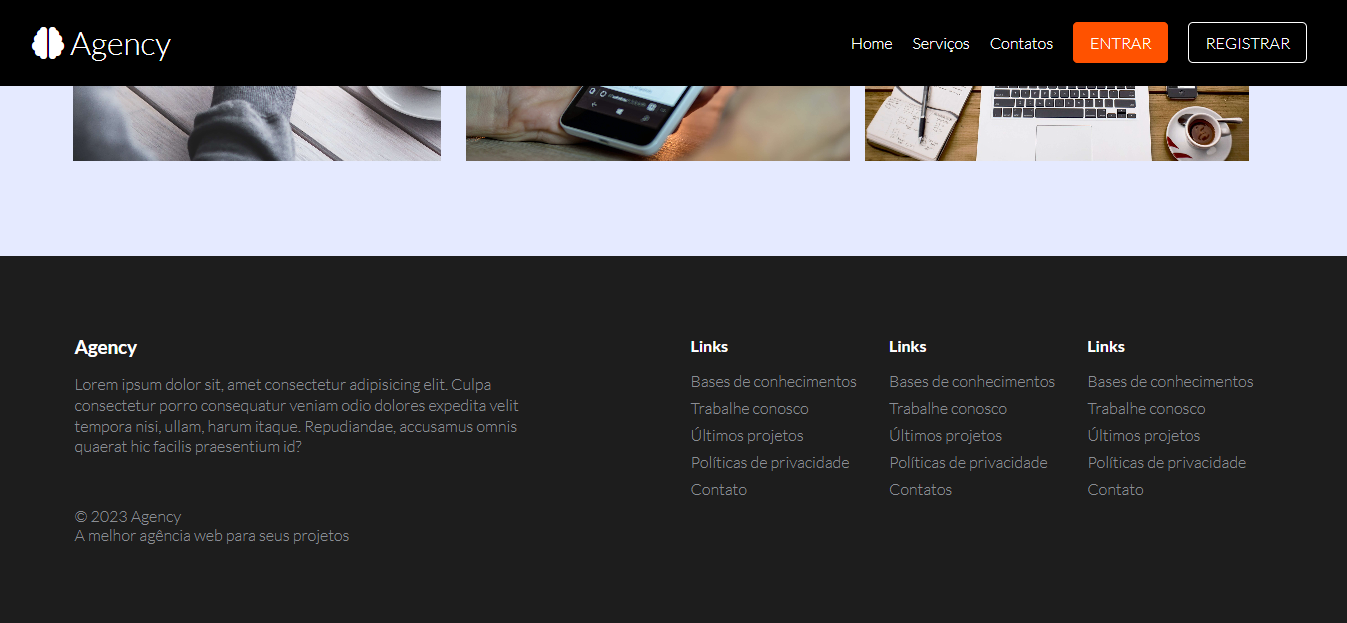 Agency
Home Serviços Contatos ENTRAR REGISTRAR
Agency
Lorem ipsum dolor sit, amet consectetur adipisicing elit. Culpa
consectetur porro consequatur veniam odio dolores expedita velit
tempora nisi, ullam, harum itaque. Repudiandae, accusamus omnis
quaerat hic facilis praesentium id?
© 2023 Agency
A melhor agência web para seus projetos
Links
Bases de conhecimentos
Trabalhe conosco
Últimos projetos
Políticas de privacidade
Contato
Links
Bases de conhecimentos
Trabalhe conosco
Últimos projetos
Políticas de privacidade
Contatos
Links
Bases de conhecimentos
Trabalhe conosco
Últimos projetos
Políticas de privacidade
Contato